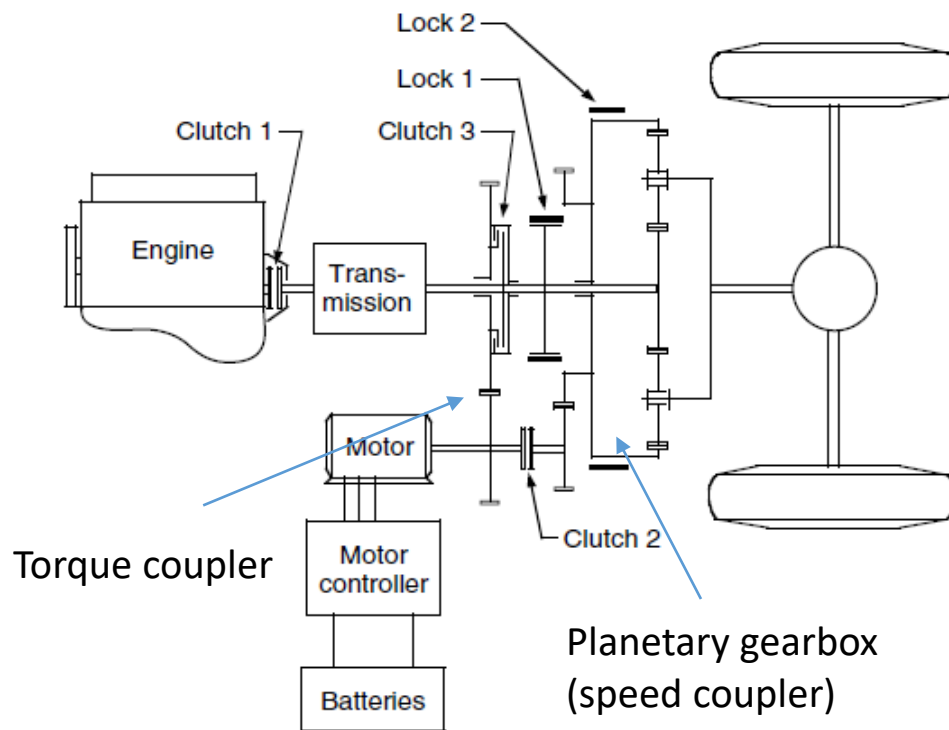 Lock 2
Lock 1
Clutch 1
Clutch 3
Engine
Trans-
mission
Motor
Clutch 2
Torque coupler
Motor
controller
Planetary gearbox
(speed coupler)
Batteries